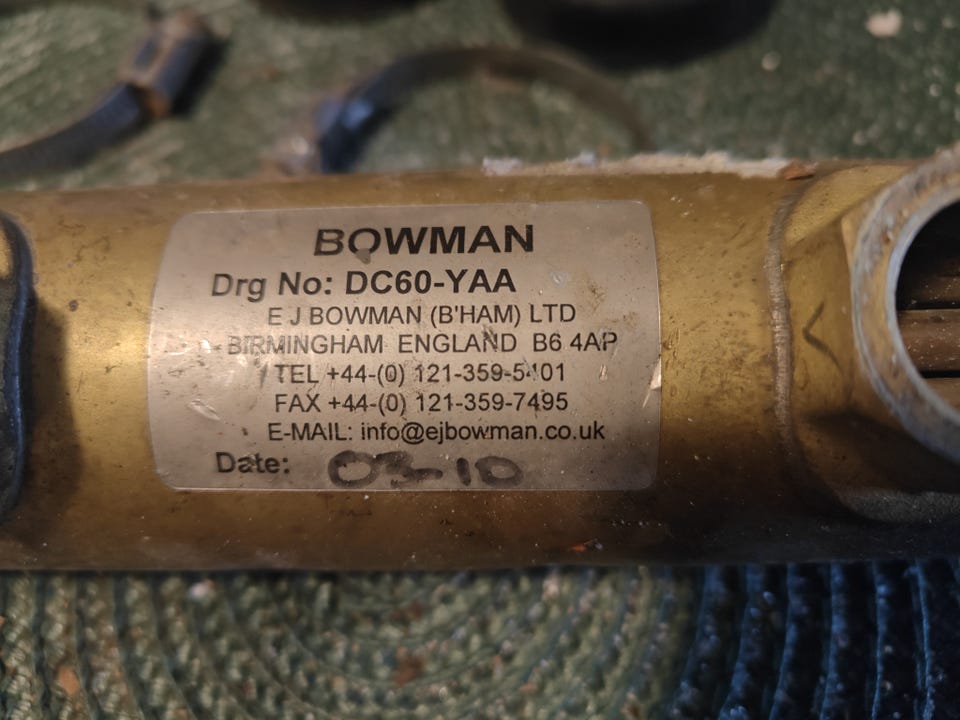 BOWMAN
Drg No: DC60-YAA
E J BOWMAN (B'HAM) LTD
BIRMINGHAM ENGLAND B6 4AP
TEL +44-(0) 121-359-5401
FAX +44-(0) 121-359-7495
E-MAIL: info@ejbowman.co.uk
Date: 03-10